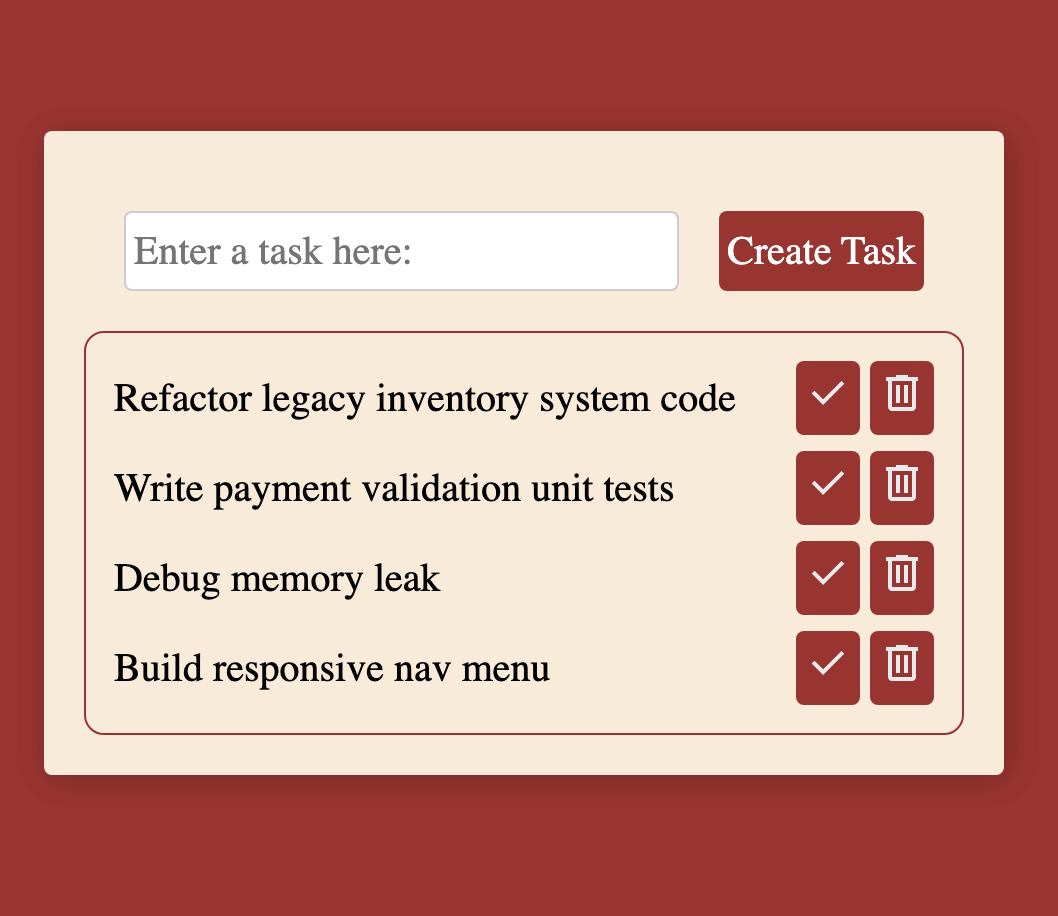 Enter a task here:
Create Task
Refactor legacy inventory system code
Write payment validation unit tests
Debug memory leak
Build responsive nav menu